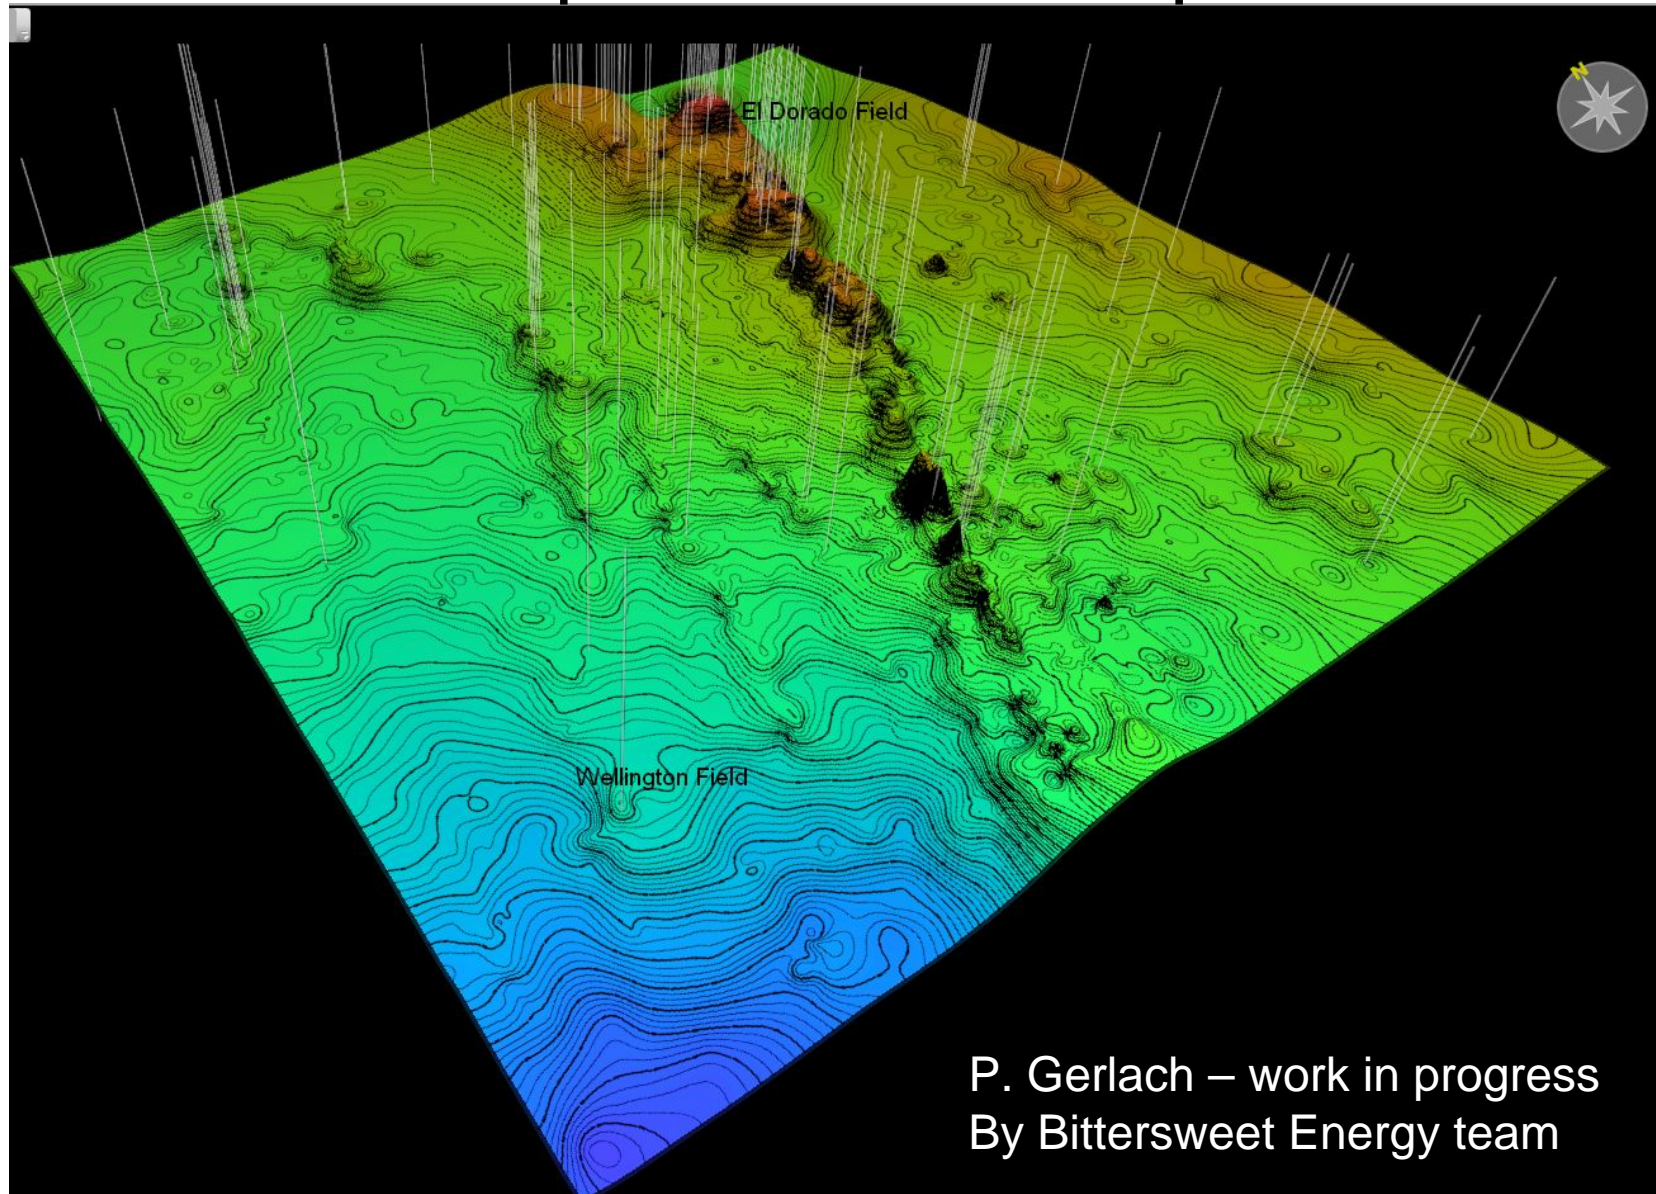 N
El Dorado Field
Wellington Field
P. Gerlach – work in progress
By Bittersweet Energy team